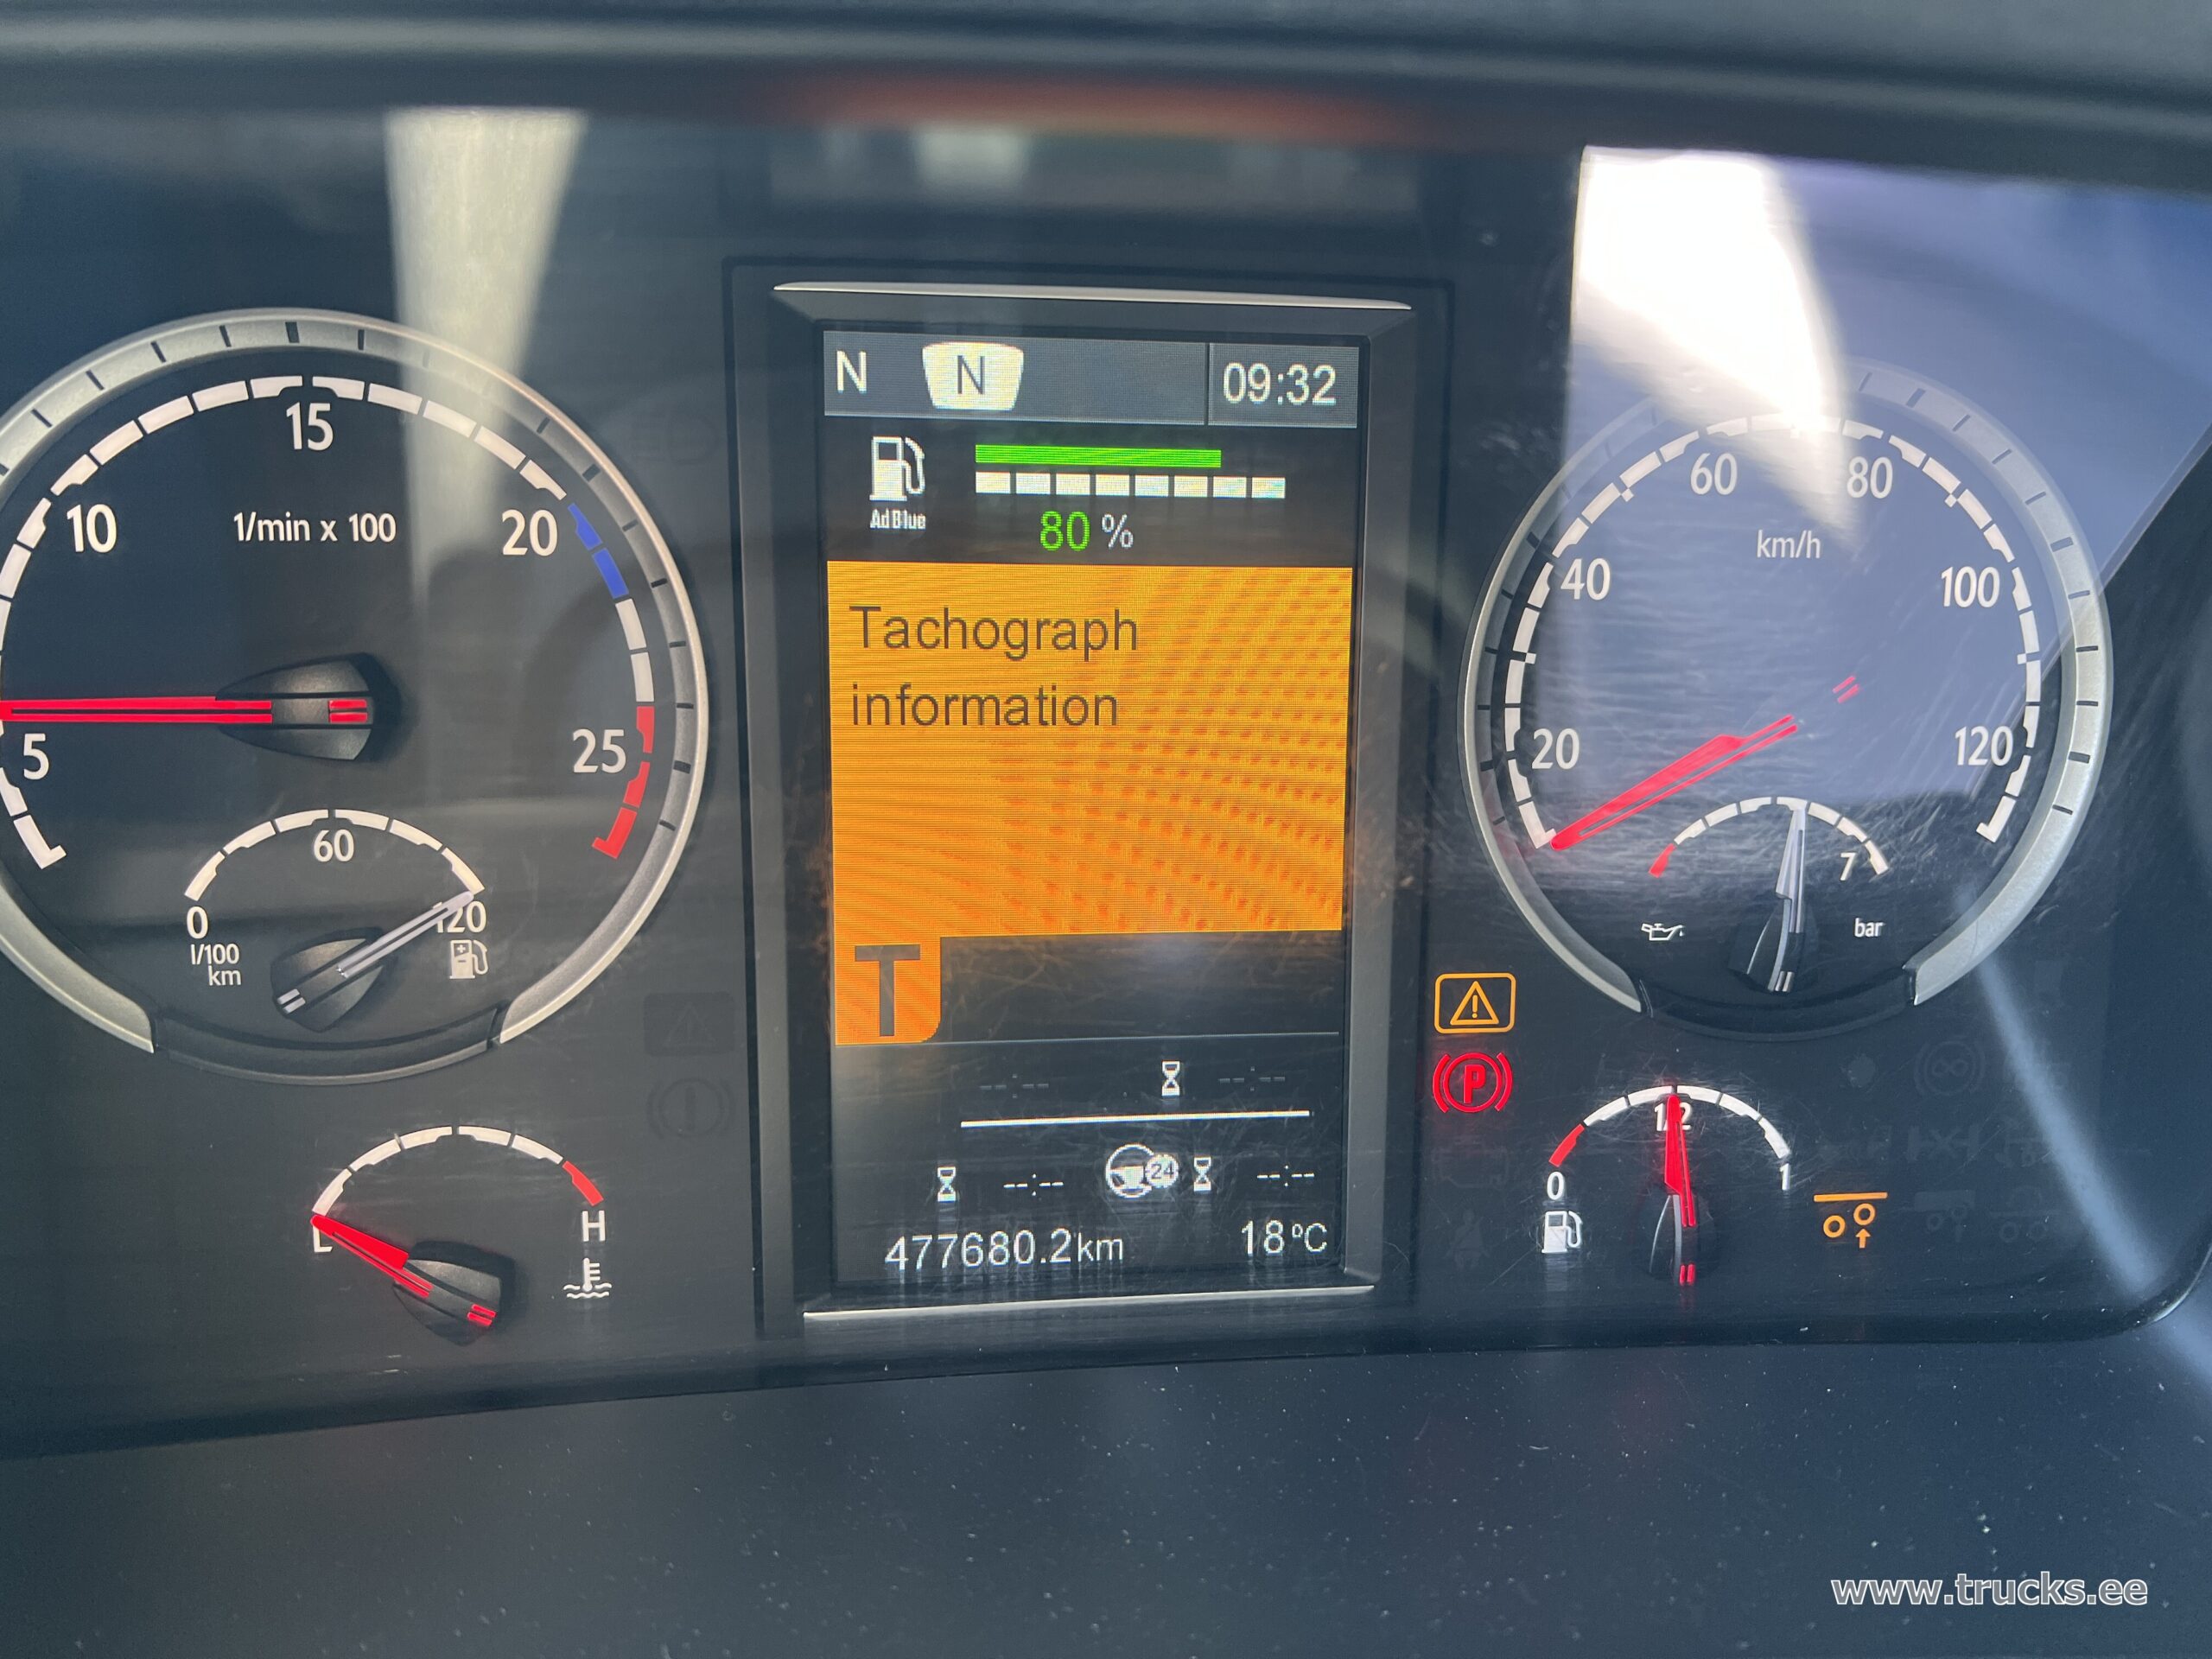 N N 09:32
AdBlue
80 %
Tachograph
information
T
--:-- --:--
--:-- 24 --:--
477680.2km 18°C
5 10 15 20 25
1/min x 100
0 60 120
l/100
km
L H
20 40 60 80 100 120
km/h
7
bar
P
0 1/2 1
www.trucks.ee